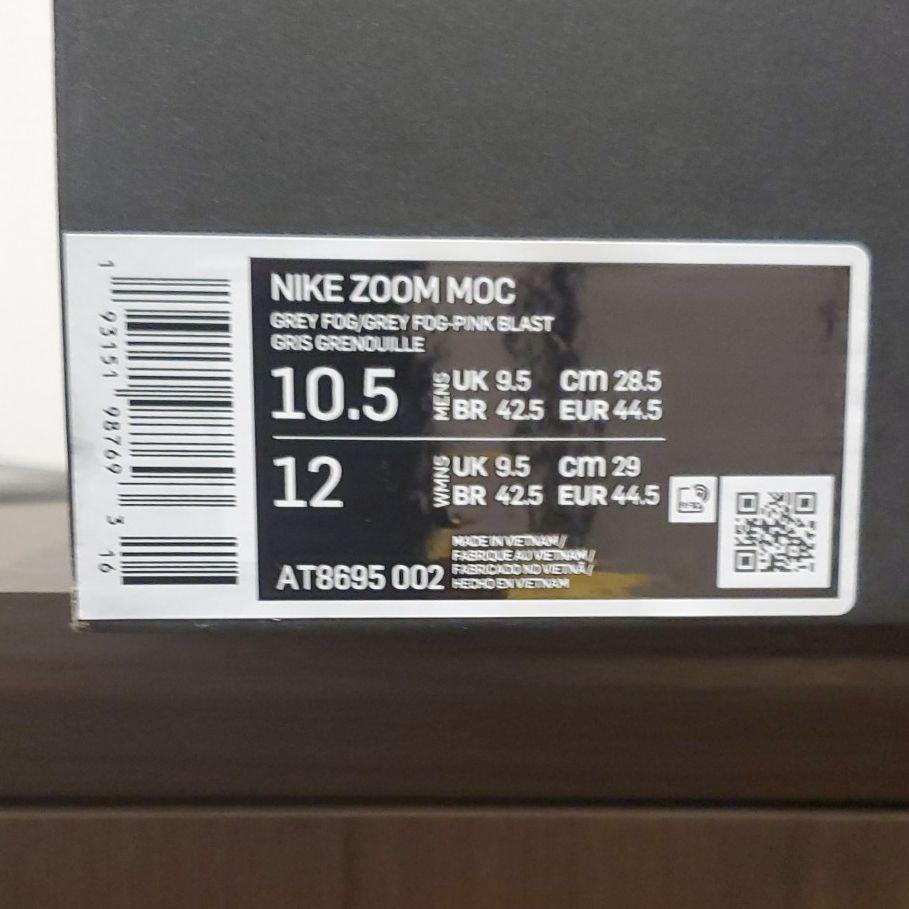 NIKE ZOOM MOC
GREY FOG/GREY FOG-PINK BLAST
GRIS GRENOUILLE
10.5 MENS UK 9.5 cm 28.5
BR 42.5 EUR 44.5
12 WMNS UK 9.5 cm 29
BR 42.5 EUR 44.5
AT8695 002
MADE IN VIETNAM /
FABRIQUE AU VIETNAM /
FABRICADO NO VIETNÃ /
HECHO EN VIETNAM
1 93151 98769 3 16